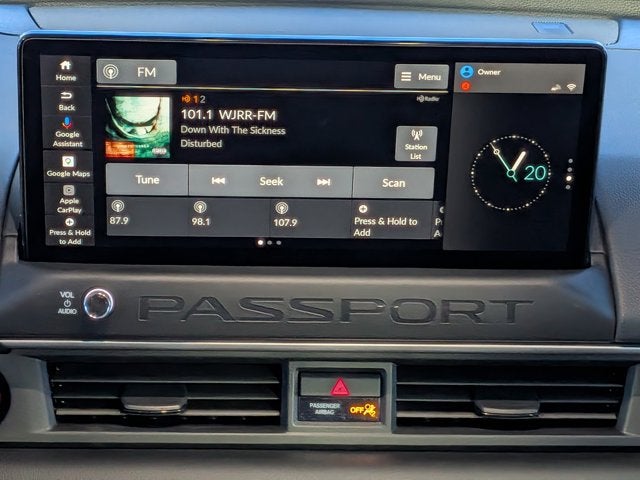 Home
Back
Google
Assistant
Google Maps
Apple
CarPlay
Press & Hold
to Add
FM
Menu
HD 1 2
HD Radio
101.1 WJRR-FM
Down With The Sickness
Disturbed
Station
List
Tune
Seek
Scan
87.9
98.1
107.9
Press & Hold to
Add
Owner
20
VOL
AUDIO
PASSPORT
PASSENGER
AIRBAG
OFF